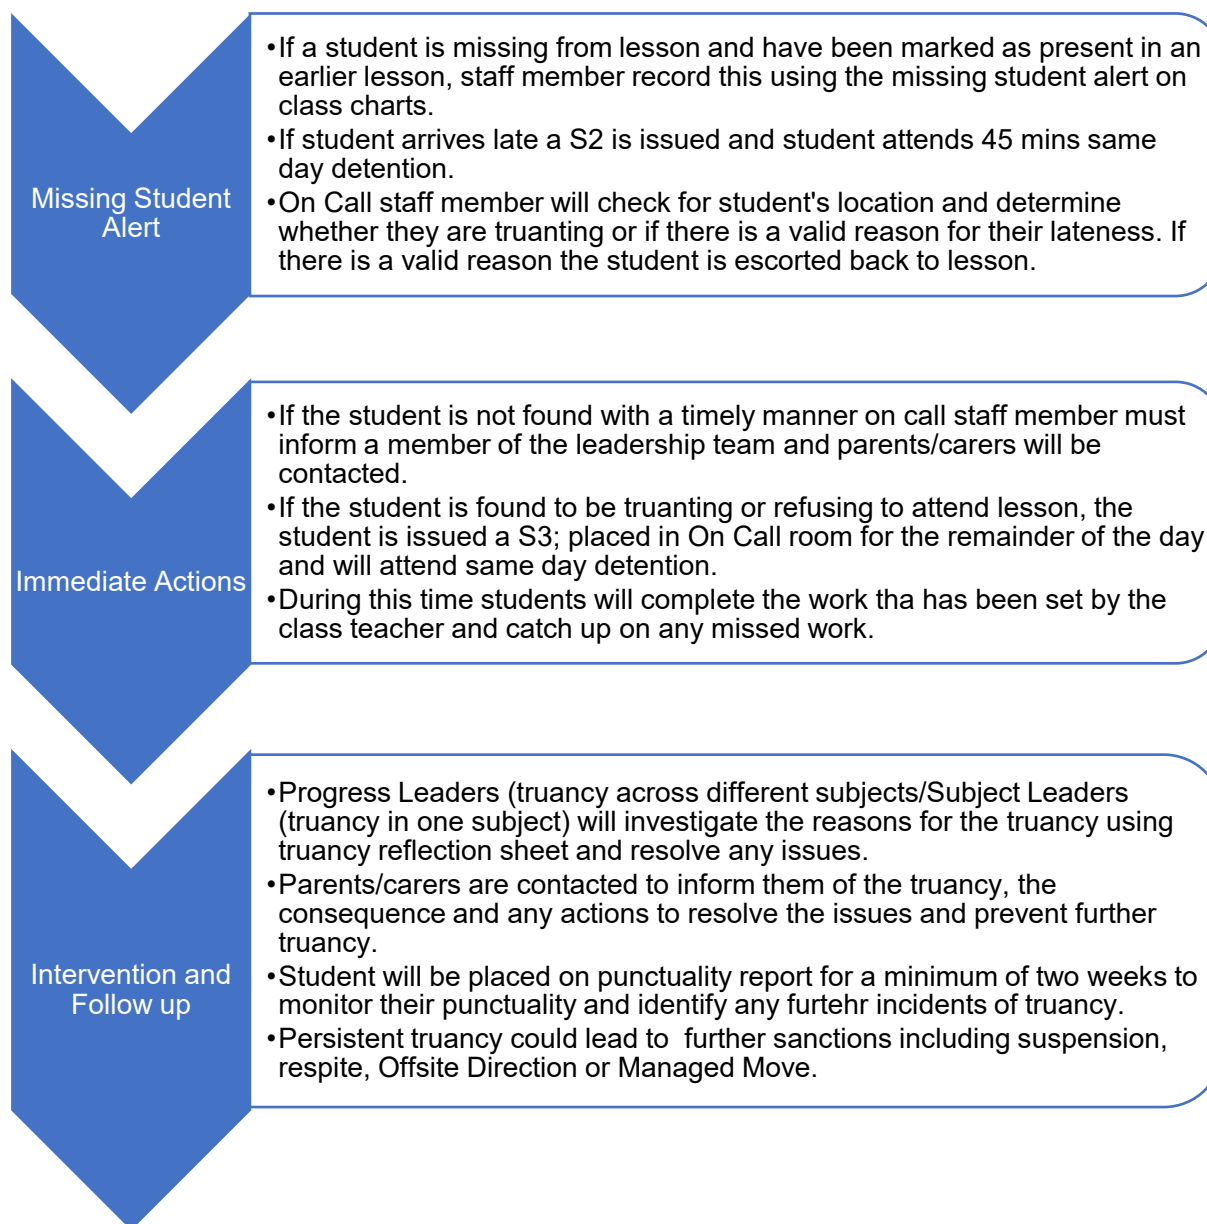 Missing Student
Alert
•If a student is missing from lesson and have been marked as present in an
earlier lesson, staff member record this using the missing student alert on
class charts.
•If student arrives late a S2 is issued and student attends 45 mins same
day detention.
•On Call staff member will check for student's location and determine
whether they are truanting or if there is a valid reason for their lateness. If
there is a valid reason the student is escorted back to lesson.
Immediate Actions
•If the student is not found with a timely manner on call staff member must
inform a member of the leadership team and parents/carers will be
contacted.
•If the student is found to be truanting or refusing to attend lesson, the
student is issued a S3; placed in On Call room for the remainder of the day
and will attend same day detention.
•During this time students will complete the work tha has been set by the
class teacher and catch up on any missed work.
Intervention and
Follow up
•Progress Leaders (truancy across different subjects/Subject Leaders
(truancy in one subject) will investigate the reasons for the truancy using
truancy reflection sheet and resolve any issues.
•Parents/carers are contacted to inform them of the truancy, the
consequence and any actions to resolve the issues and prevent further
truancy.
•Student will be placed on punctuality report for a minimum of two weeks to
monitor their punctuality and identify any furtehr incidents of truancy.
•Persistent truancy could lead to  further sanctions including suspension,
respite, Offsite Direction or Managed Move.